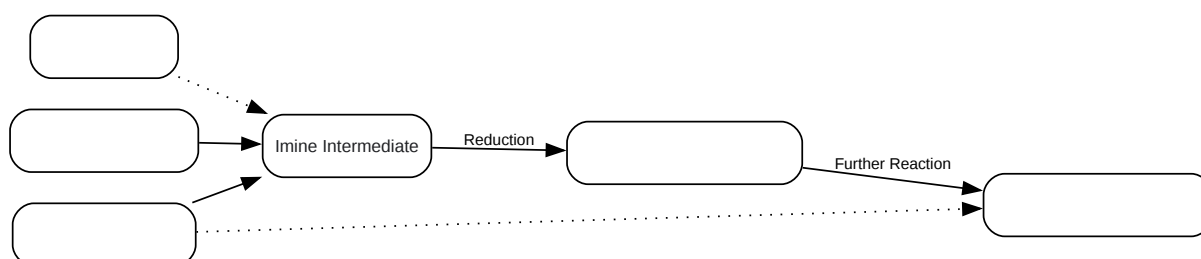 Imine Intermediate
Reduction
Further Reaction